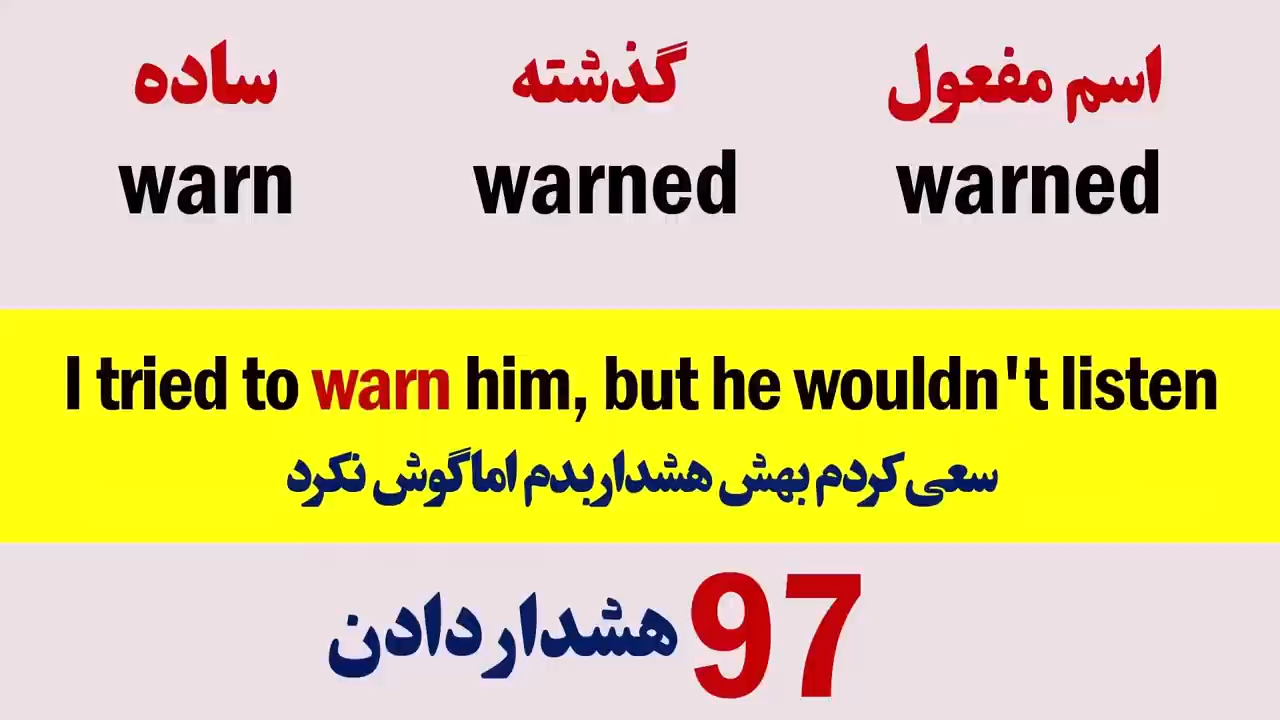 ساده گذشته اسم مفعول
warn warned warned
I tried to warn him, but he wouldn't listen
سعی کردم بهش هشدار بدم اما گوش نکرد
97 هشدار دادن